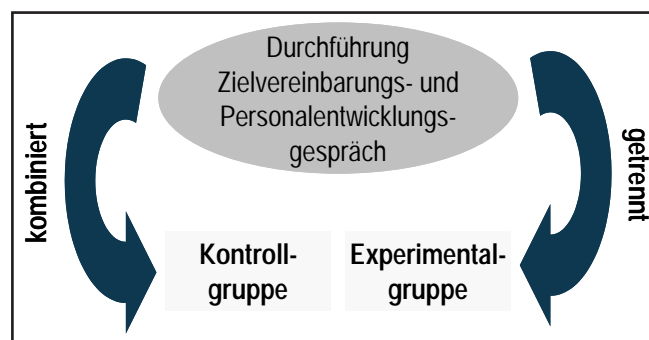 Durchführung
Zielvereinbarungs- und
Personalentwicklungs-
gespräch
kombiniert
getrennt
Kontroll-
gruppe
Experimental-
gruppe